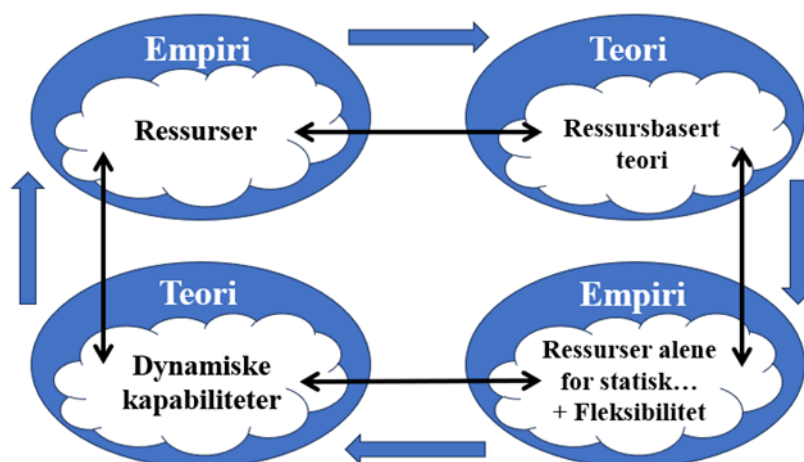 Empiri
Ressurser
Teori
Ressursbasert
teori
Teori
Dynamiske
kapabiliteter
Empiri
Ressurser alene
for statisk…
+ Fleksibilitet